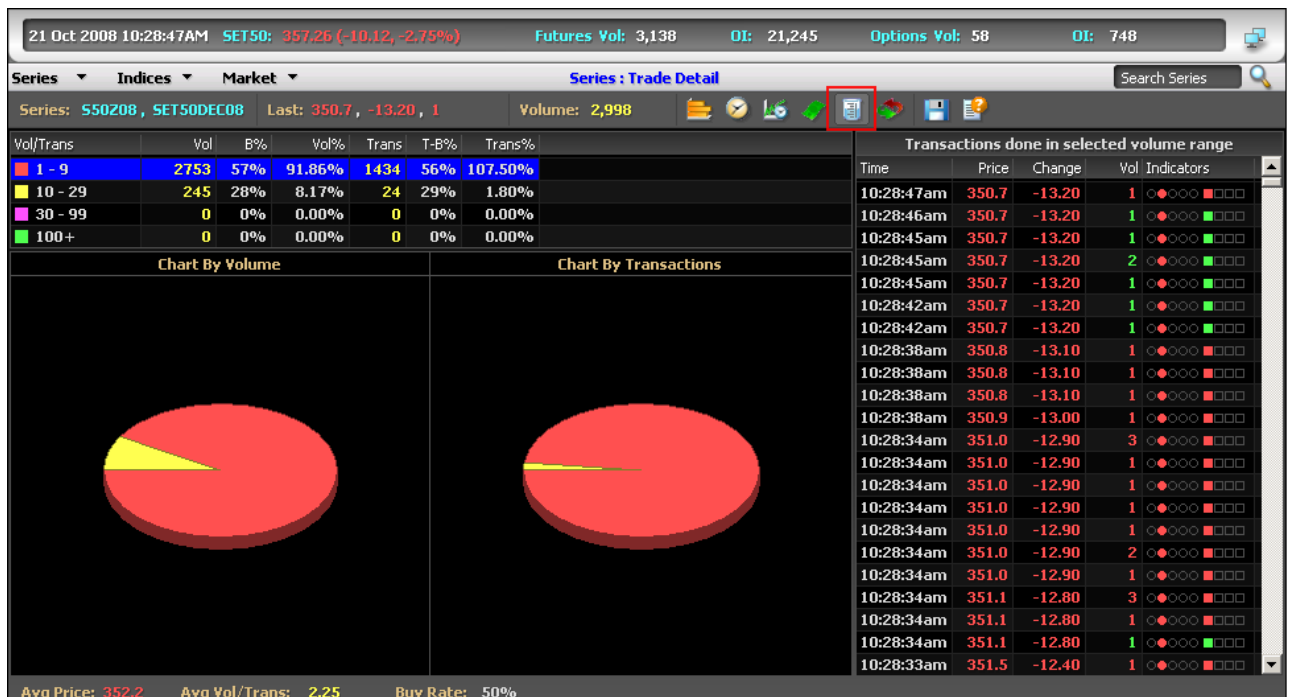 21 Oct 2008 10:28:47AM SET50: 357.26 (-10.12, -2.75%) Futures Vol: 3,138 OI: 21,245 Options Vol: 58 OI: 748
Series Indices Market Series : Trade Detail Search Series
Series: S50Z08 , SET50DEC08 Last: 350.7 , -13.20 , 1 Volume: 2,998
Vol/Trans Vol B% Vol% Trans T-B% Trans%
1 - 9 2753 57% 91.86% 1434 56% 107.50%
10 - 29 245 28% 8.17% 24 29% 1.80%
30 - 99 0 0% 0.00% 0 0% 0.00%
100+ 0 0% 0.00% 0 0% 0.00%
Chart By Volume Chart By Transactions
Transactions done in selected volume range
Time Price Change Vol Indicators
10:28:47am 350.7 -13.20 1
10:28:46am 350.7 -13.20 1
10:28:45am 350.7 -13.20 1
10:28:45am 350.7 -13.20 2
10:28:45am 350.7 -13.20 1
10:28:42am 350.7 -13.20 1
10:28:42am 350.7 -13.20 1
10:28:38am 350.8 -13.10 1
10:28:38am 350.8 -13.10 1
10:28:38am 350.8 -13.10 1
10:28:38am 350.9 -13.00 1
10:28:34am 351.0 -12.90 3
10:28:34am 351.0 -12.90 1
10:28:34am 351.0 -12.90 1
10:28:34am 351.0 -12.90 1
10:28:34am 351.0 -12.90 1
10:28:34am 351.0 -12.90 2
10:28:34am 351.0 -12.90 1
10:28:34am 351.1 -12.80 3
10:28:34am 351.1 -12.80 1
10:28:34am 351.1 -12.80 1
10:28:33am 351.5 -12.40 1
Avg Price: 352.2 Avg Vol/Trans: 2.25 Buy Rate: 50%